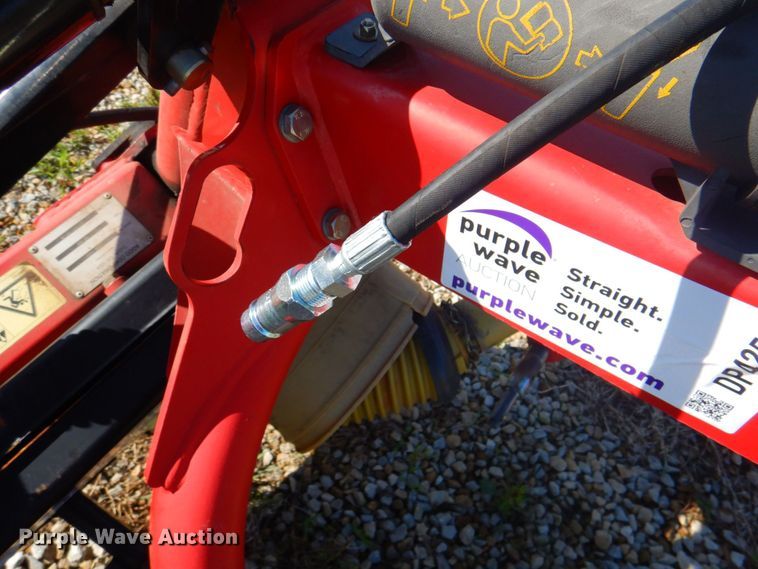 purple
wave
AUCTION
purplewave.com
Straight.
Simple.
Sold.
Purple Wave Auction